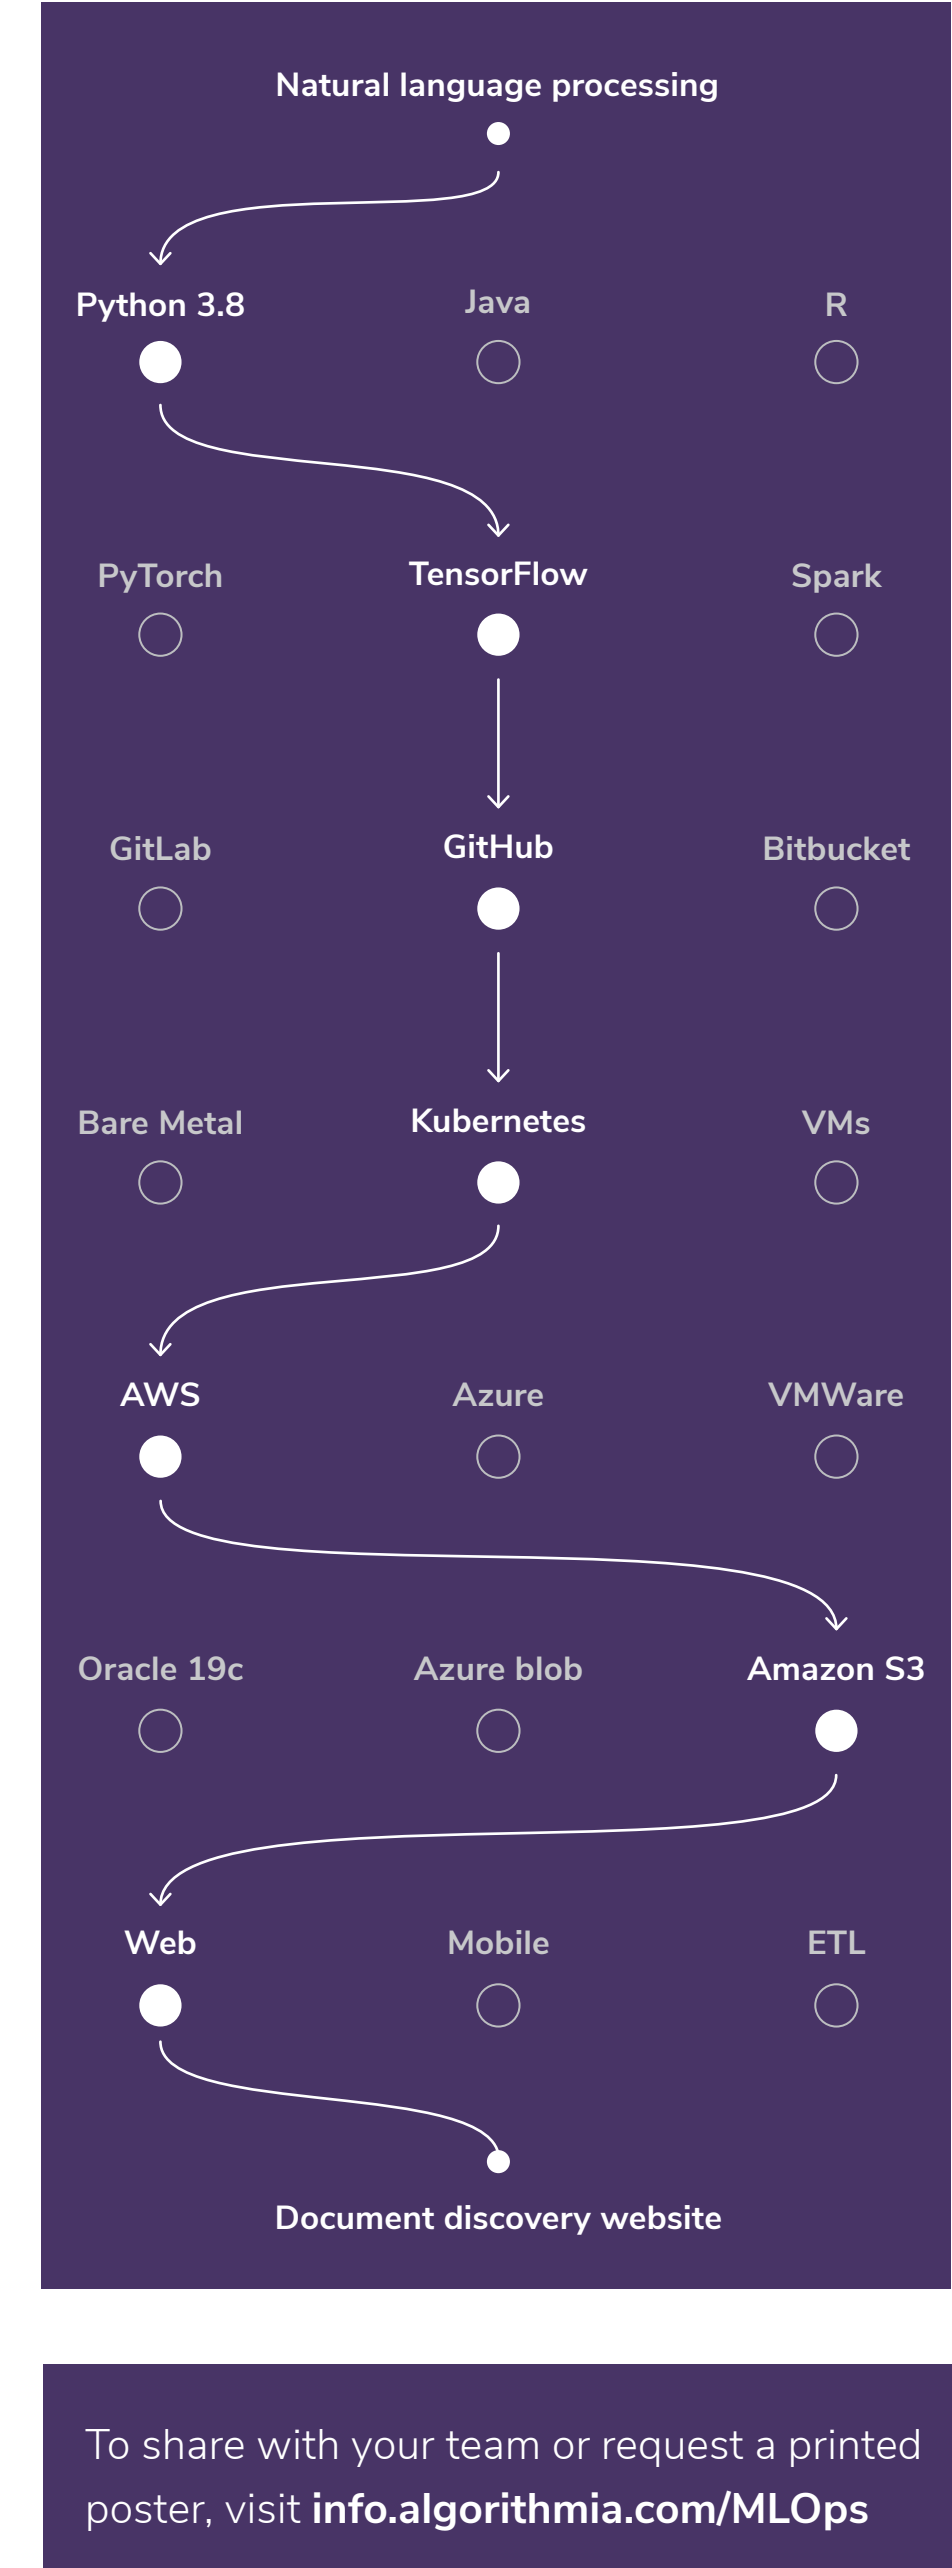 Natural language processing
Python 3.8 Java R
PyTorch TensorFlow Spark
GitLab GitHub Bitbucket
Bare Metal Kubernetes VMs
AWS Azure VMWare
Oracle 19c Azure blob Amazon S3
Web Mobile ETL
Document discovery website
To share with your team or request a printed
poster, visit info.algorithmia.com/MLOps